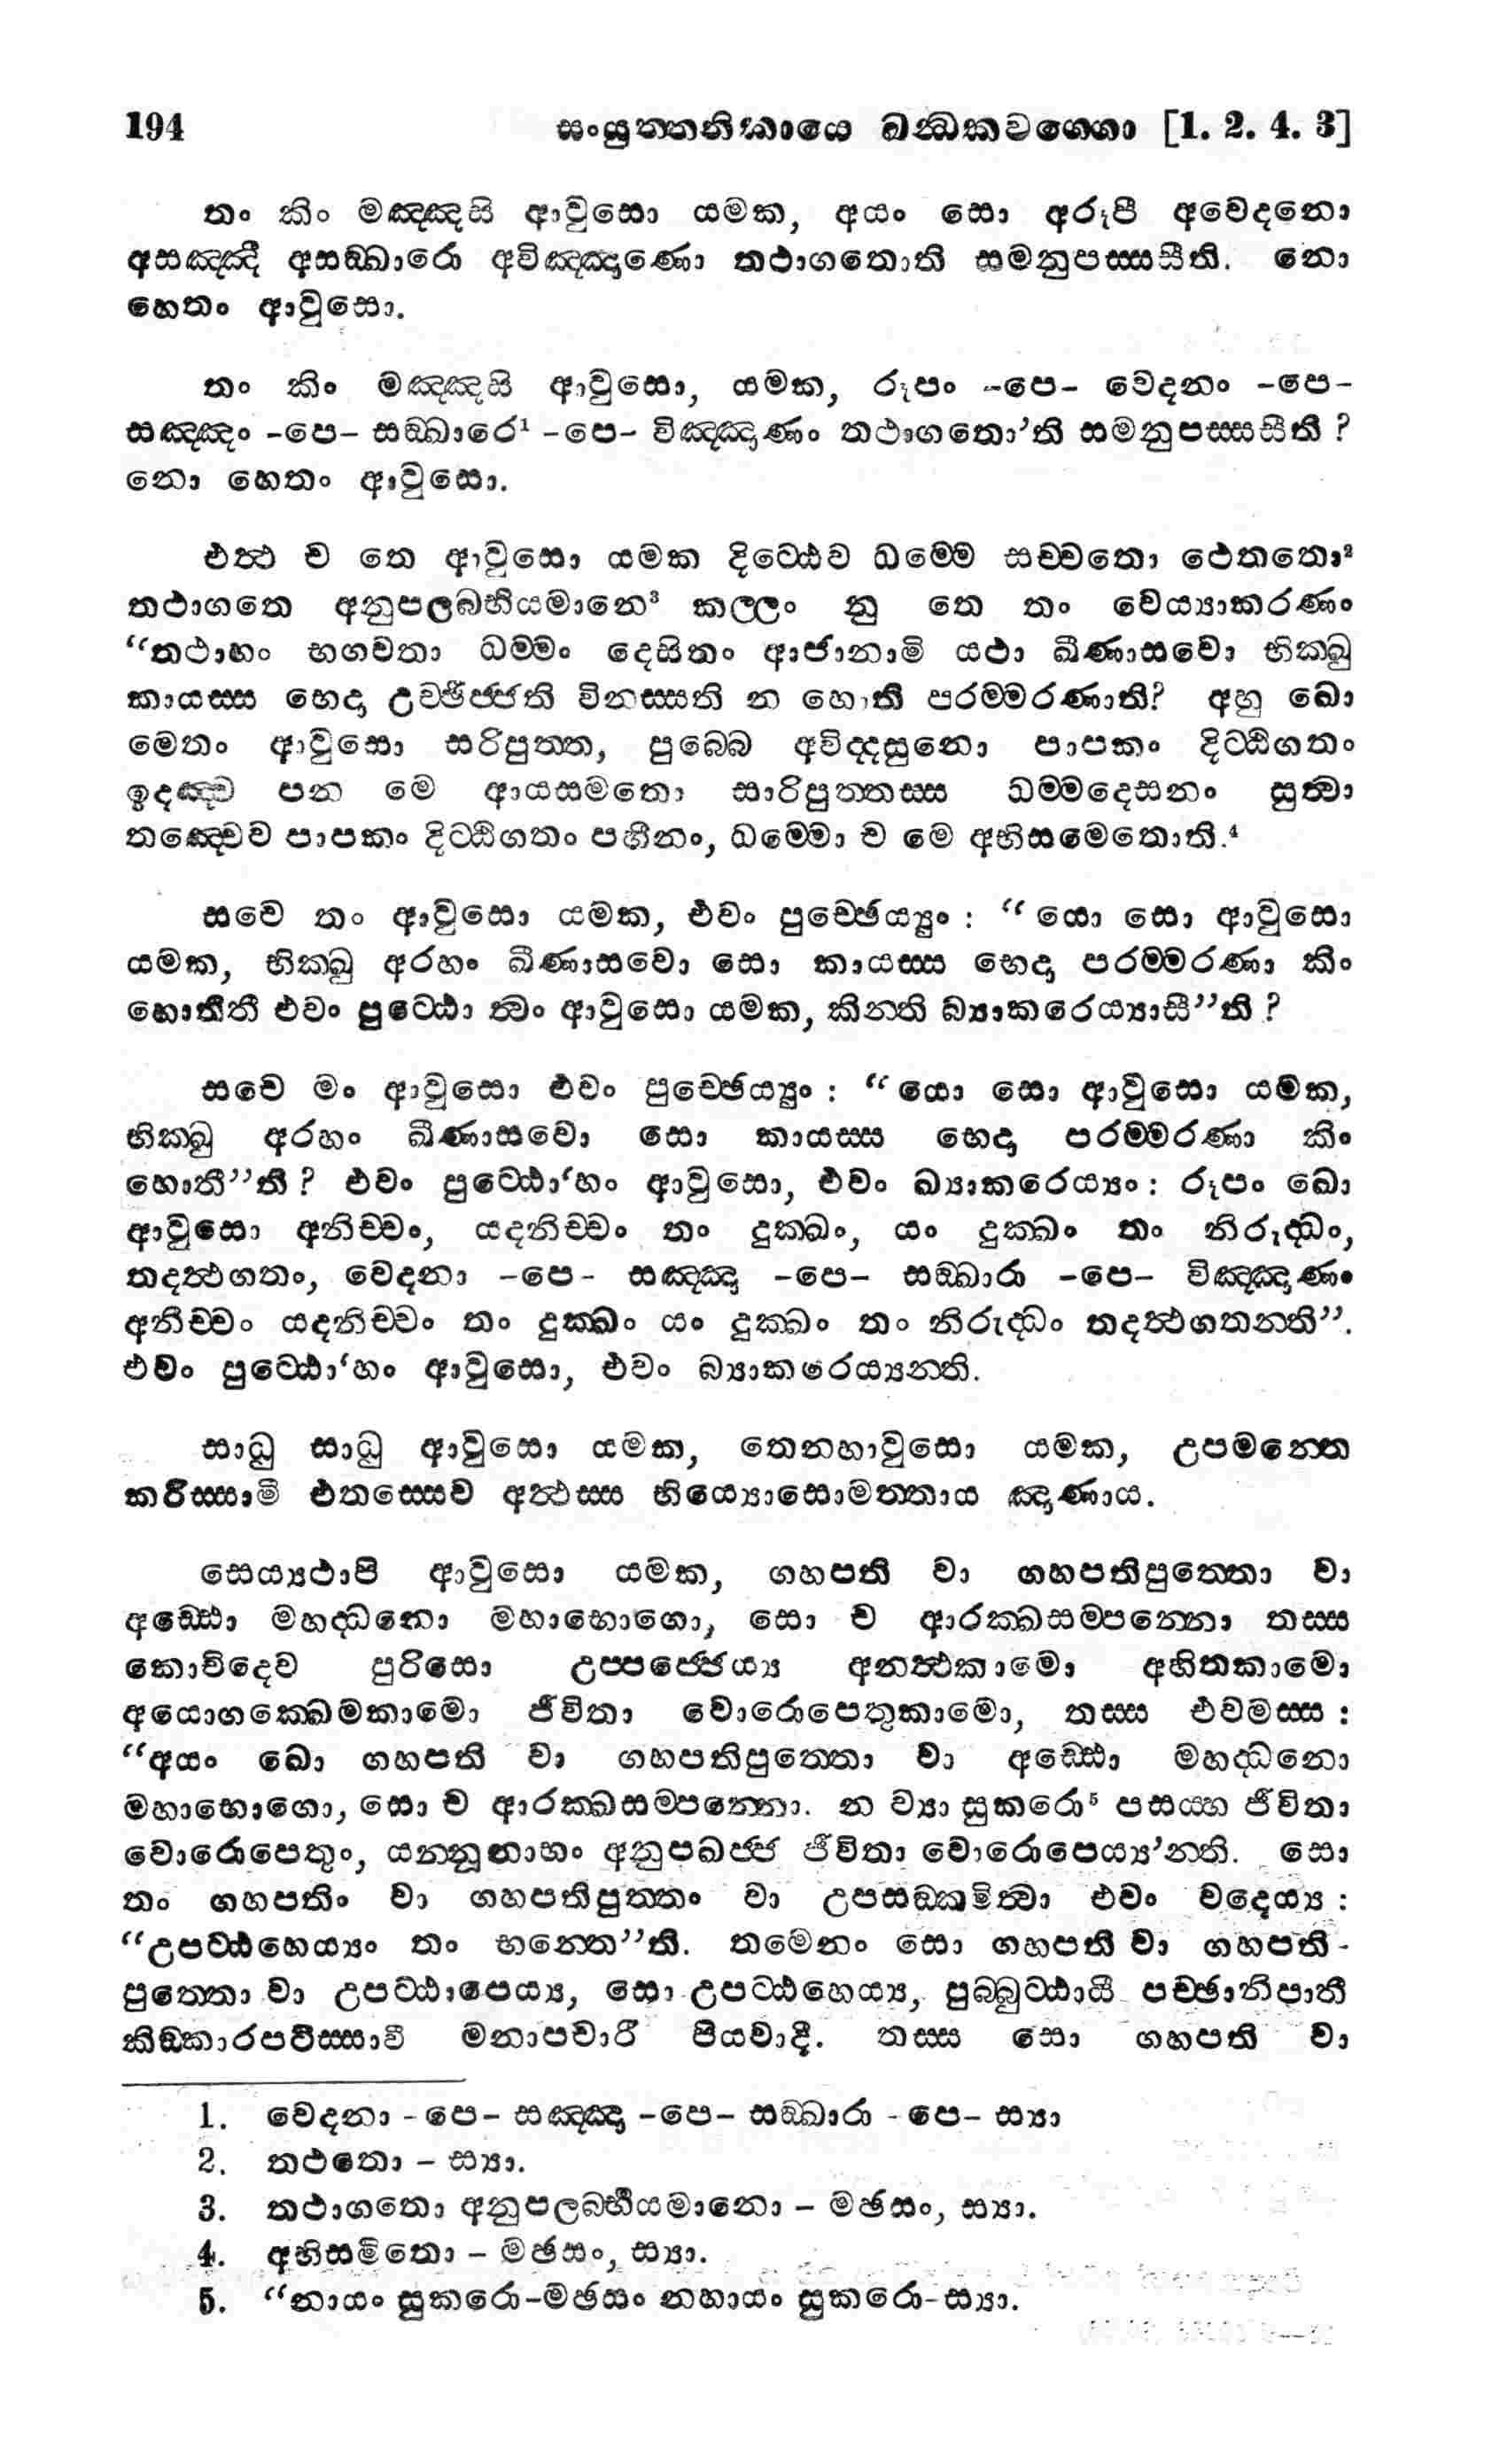 194 සංයුත්තනිකායෙ ඛන්ධකවග්ගො [1. 2. 4. 3]
තං කිං මඤ්ඤසි ආවුසො යමක, අයං සො අරූපී අවෙදනො
අසඤ්ඤී අසඞ්ඛාරො අවිඤ්ඤාණො තථාගතොති සමනුපස්සසීති. නො
හෙතං ආවුසො.
තං කිං මඤ්ඤසි ආවුසො, යමක, රූපං -පෙ- වෙදනං -පෙ-
සඤ්ඤං -පෙ- සඞ්ඛාරෙ¹ -පෙ- විඤ්ඤාණං තථාගතො’ති සමනුපස්සසීති ?
නො හෙතං ආවුසො.
එත්ථ ච තෙ ආවුසො යමක දිට්ඨෙව ධම්මෙ සච්චතො ථෙතතො²
තථාගතෙ අනුපලබ්භියමානෙ³ කල්ලං නු තෙ තං වෙය්‍යාකරණං
“තථාහං භගවතා ධම්මං දෙසිතං ආජානාමි යථා ඛීණාසවො භික්ඛු
කායස්ස භෙදා උච්ඡිජ්ජති විනස්සති න හොති පරම්මරණාති? අහු ඛො
මෙතං ආවුසො සරිපුත්ත, පුබ්බෙ අවිද්දසුනො පාපකං දිට්ඨිගතං
ඉදඤ්ච පන මෙ ආයස්මතො සාරිපුත්තස්ස ධම්මදෙසනං සුත්වා
තඤ්චෙව පාපකං දිට්ඨිගතං පහීනං, ධම්මො ච මෙ අභිසමෙතොති.⁴
සචෙ තං ආවුසො යමක, එවං පුච්ඡෙය්‍යුං : “ යො සො ආවුසො
යමක, භික්ඛු අරහං ඛීණාසවො සො කායස්ස භෙදා පරම්මරණා කිං
හොතීති එවං පුට්ඨො ත්වං ආවුසො යමක, කින්ති බ්‍යාකරෙය්‍යාසී”ති ?
සචෙ මං ආවුසො එවං පුච්ඡෙය්‍යුං : “ යො සො ආවුසො යමක,
භික්ඛු අරහං ඛීණාසවො සො කායස්ස භෙදා පරම්මරණා කිං
හොතී”ති ? එවං පුට්ඨො‘හං ආවුසො, එවං ඛ්‍යාකරෙය්‍යං : රූපං ඛො
ආවුසො අනිච්චං, යදනිච්චං තං දුක්ඛං, යං දුක්ඛං තං නිරුද්ධං,
තදත්ථගතං, වෙදනා -පෙ- සඤ්ඤා -පෙ- සඞ්ඛාරා -පෙ- විඤ්ඤාණං
අනිච්චං යදනිච්චං තං දුක්ඛං යං දුක්ඛං තං නිරුද්ධං තදත්ථගතන්ති”.
එවං පුට්ඨො‘හං ආවුසො, එවං බ්‍යාකරෙය්‍යන්ති.
සාධු සාධු ආවුසො යමක, තෙනහාවුසො යමක, උපමන්තෙ
කරිස්සාමි එතස්සෙව අත්ථස්ස භිය්‍යොසොමත්තාය ඤාණාය.
සෙය්‍යථාපි ආවුසො යමක, ගහපති වා ගහපතිපුත්තො වා
අඩ්ඪො මහද්ධනො මහාභොගො, සො ච ආරක්ඛසම්පන්නො තස්ස
කොචිදෙව පුරිසො උප්පජ්ජෙය්‍ය අනත්ථකාමො අහිතකාමො
අයොගක්ඛෙමකාමො ජීවිතා වොරොපෙතුකාමො, තස්ස එවමස්ස :
“අයං ඛො ගහපති වා ගහපතිපුත්තො වා අඩ්ඪො මහද්ධනො
මහාභොගො, සො ච ආරක්ඛසම්පන්නො. න ව්‍යා සුකරො⁵ පසය්හ ජීවිතා
වොරොපෙතුං, යන්නූනාහං අනුපඛජ්ජ ජීවිතා වොරොපෙය්‍ය’න්ති. සො
තං ගහපතිං වා ගහපතිපුත්තං වා උපසඞ්කමිත්වා එවං වදෙය්‍ය :
“උපට්ඨහෙය්‍යං තං භන්තෙ”ති. තමෙනං සො ගහපති වා ගහපති-
පුත්තො වා උපට්ඨාපෙය්‍ය, සො උපට්ඨහෙය්‍ය, පුබ්බුට්ඨායී පච්ඡානිපාතී
කිඞ්කාරපටිස්සාවී මනාපචාරී පියවාදී. තස්ස සො ගහපති වා
1. වෙදනා - පෙ- සඤ්ඤා -පෙ- සඞ්ඛාරා - පෙ- ස්‍යා
2. තථතො - ස්‍යා.
3. තථාගතො අනුපලබ්භියමානො - මඡසං, ස්‍යා.
4. අභිසමිතො - මඡසං, ස්‍යා.
5. “නායං සුකරො-මඡසං නහායං සුකරො-ස්‍යා.